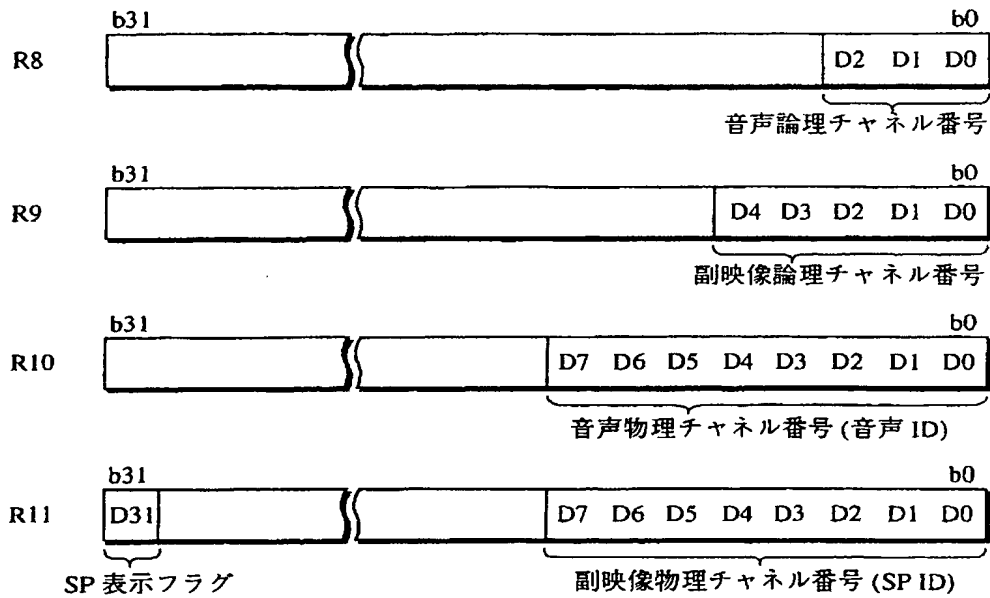 b31 b0
R8 D2 D1 D0
音声論理チャネル番号
b31 b0
R9 D4 D3 D2 D1 D0
副映像論理チャネル番号
b31 b0
R10 D7 D6 D5 D4 D3 D2 D1 D0
音声物理チャネル番号 (音声 ID)
b31 b0
R11 D31 D7 D6 D5 D4 D3 D2 D1 D0
SP 表示フラグ 副映像物理チャネル番号 (SP ID)